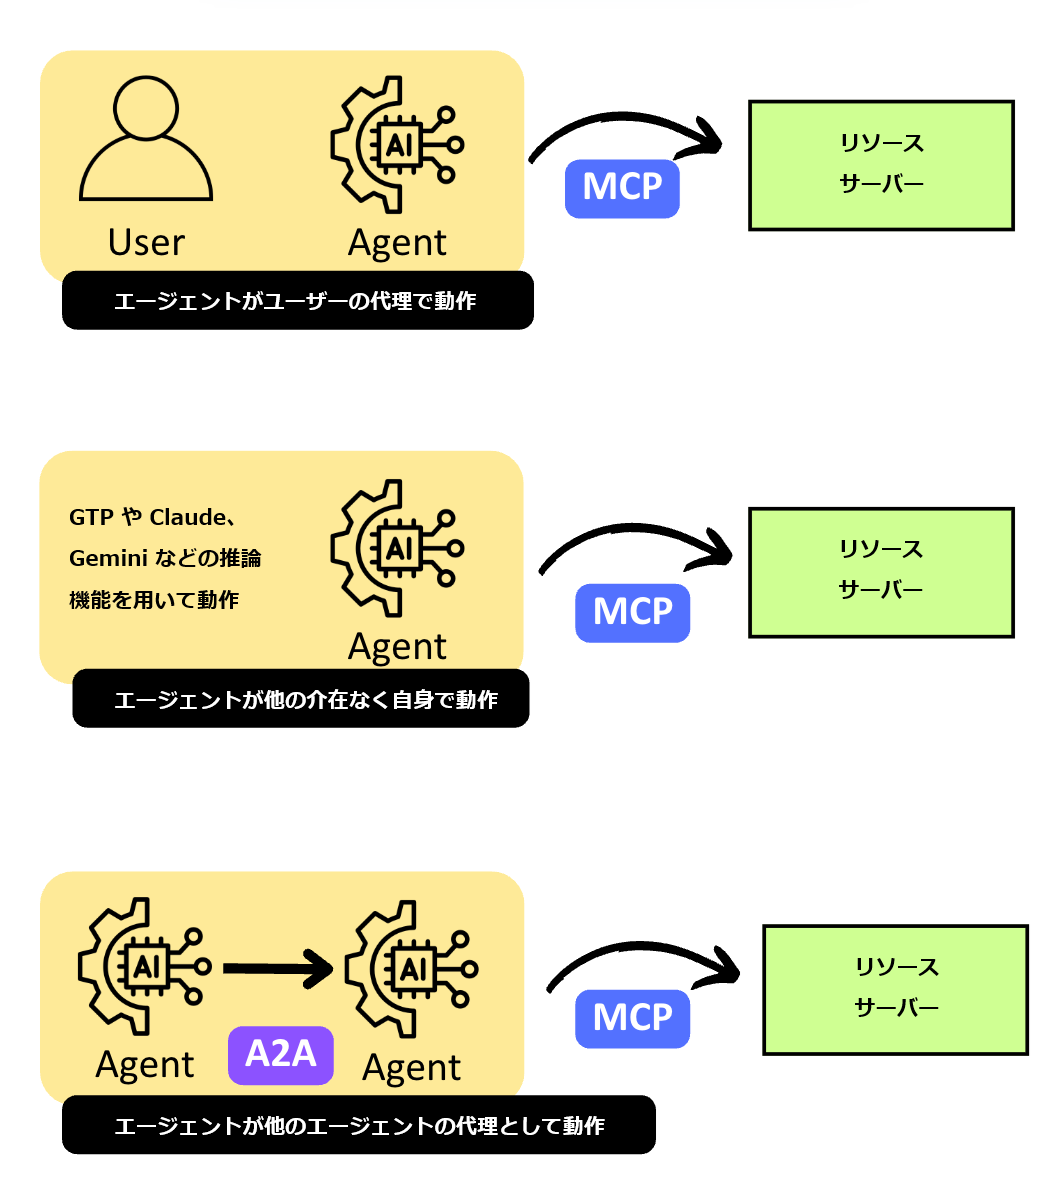 AI
User
Agent
MCP
リソース
サーバー
エージェントがユーザーの代理で動作
GTP や Claude、
Gemini などの推論
機能を用いて動作
AI
Agent
MCP
リソース
サーバー
エージェントが他の介在なく自身で動作
AI
AI
Agent
A2A
Agent
MCP
リソース
サーバー
エージェントが他のエージェントの代理として動作